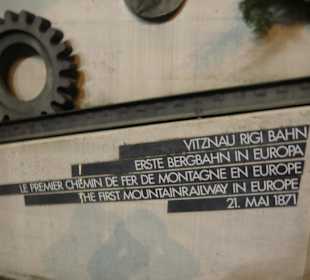 VITZNAU RIGI BAHN
ERSTE BERGBAHN IN EUROPA
LE PREMIER CHEMIN DE FER DE MONTAGNE EN EUROPE
THE FIRST MOUNTAINRAILWAY IN EUROPE
21. MAI 1871